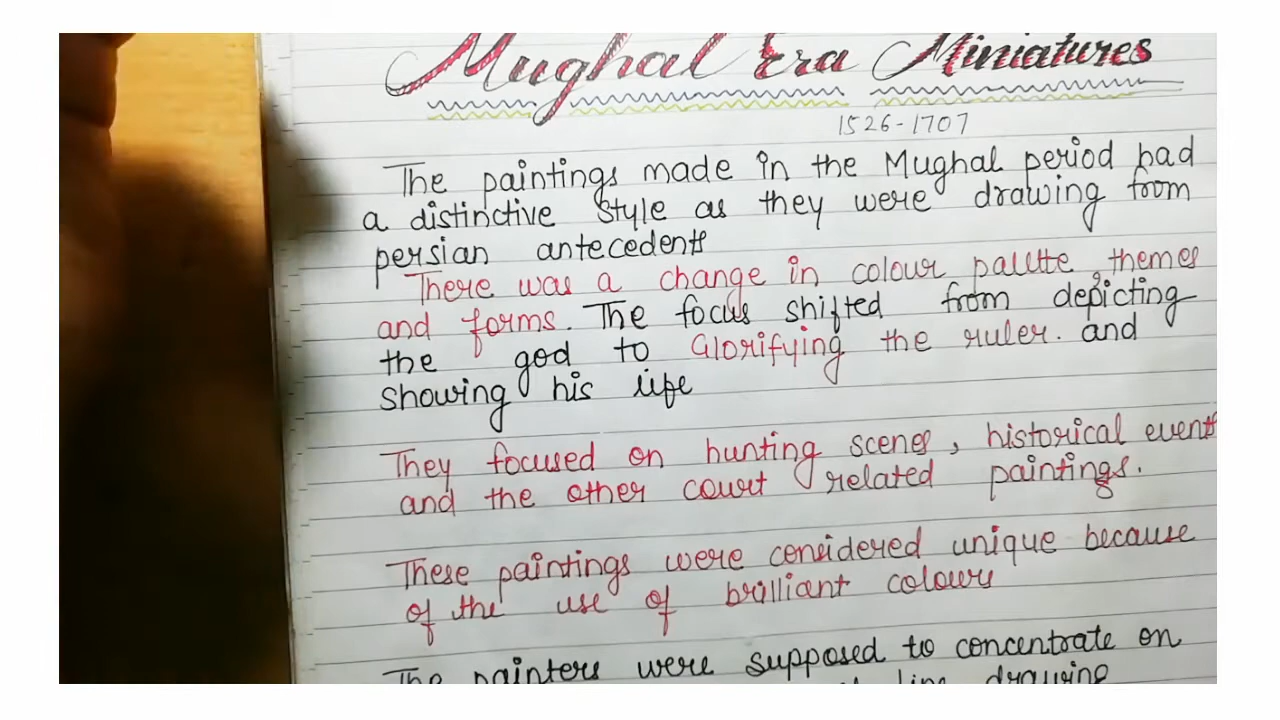 Mughal Era Miniatures
1526-1707
The paintings made in the Mughal period had
a distinctive style as they were drawing from
persian antecedents
There was a change in colour palette, themes
and forms. The focus shifted from depicting
the god to Glorifying the ruler. and
showing his life
They focused on hunting scenes, historical events
and the other court related paintings.
These paintings were considered unique because
of the use of brilliant colours
The painters were supposed to concentrate on
line drawing